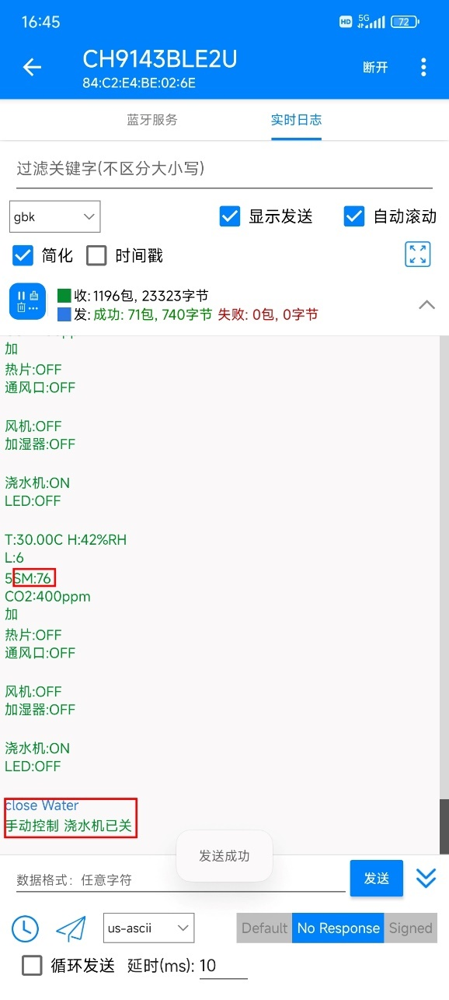 16:45
HD 5G 72
CH9143BLE2U
断开
84:C2:E4:BE:02:6E
蓝牙服务
实时日志
过滤关键字(不区分大小写)
gbk
显示发送
自动滚动
简化
时间戳
收: 1196包, 23323字节
发: 成功: 71包, 740字节 失败: 0包, 0字节
加
热片:OFF
通风口:OFF
风机:OFF
加湿器:OFF
浇水机:ON
LED:OFF
T:30.00C H:42%RH
L:6
5SM:76
CO2:400ppm
加
热片:OFF
通风口:OFF
风机:OFF
加湿器:OFF
浇水机:ON
LED:OFF
close Water
手动控制 浇水机已关
发送成功
数据格式：任意字符
发送
us-ascii
Default No Response Signed
循环发送 延时(ms): 10